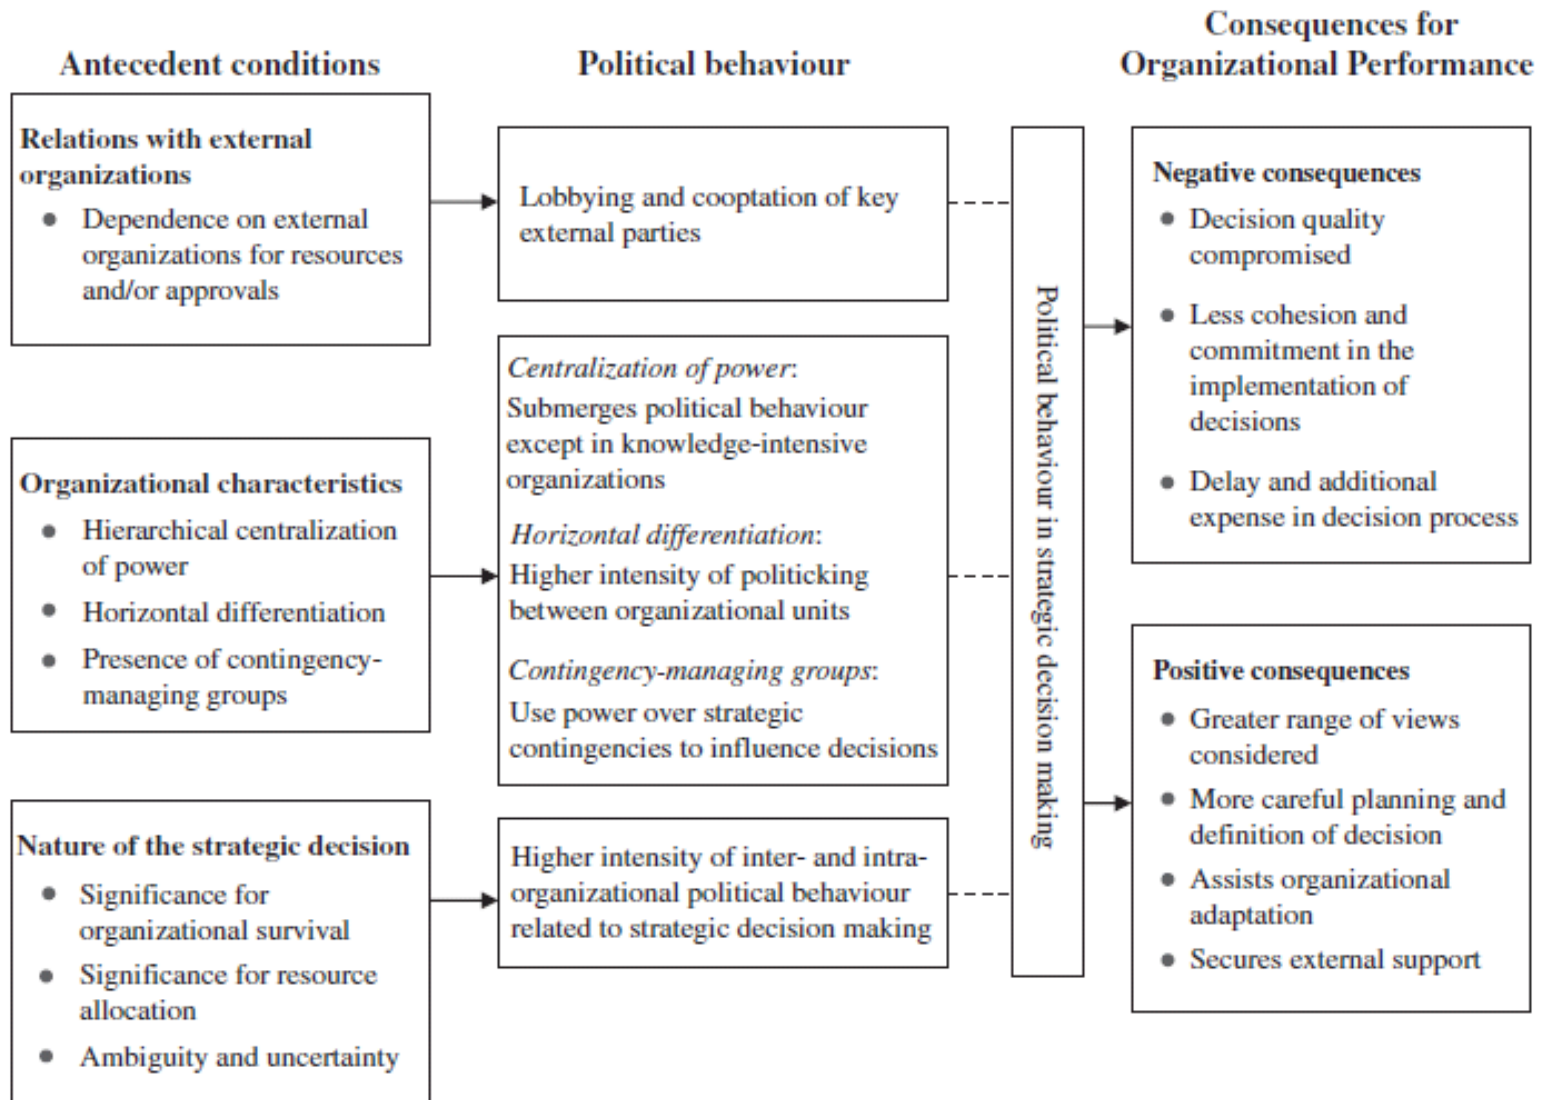 Antecedent conditions
Relations with external
organizations
● Dependence on external
organizations for resources
and/or approvals
Organizational characteristics
● Hierarchical centralization
of power
● Horizontal differentiation
● Presence of contingency-
managing groups
Nature of the strategic decision
● Significance for
organizational survival
● Significance for resource
allocation
● Ambiguity and uncertainty
Political behaviour
Lobbying and cooptation of key
external parties
Centralization of power:
Submerges political behaviour
except in knowledge-intensive
organizations
Horizontal differentiation:
Higher intensity of politicking
between organizational units
Contingency-managing groups:
Use power over strategic
contingencies to influence decisions
Higher intensity of inter- and intra-
organizational political behaviour
related to strategic decision making
Political behaviour in strategic decision making
Consequences for
Organizational Performance
Negative consequences
● Decision quality
compromised
● Less cohesion and
commitment in the
implementation of
decisions
● Delay and additional
expense in decision process
Positive consequences
● Greater range of views
considered
● More careful planning and
definition of decision
● Assists organizational
adaptation
● Secures external support